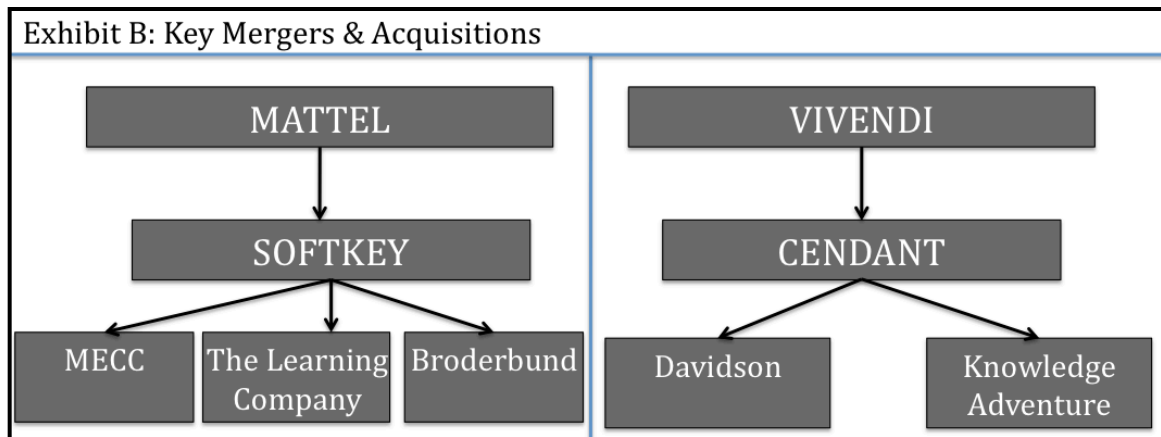 Exhibit B: Key Mergers & Acquisitions
MATTEL
SOFTKEY
MECC
The Learning
Company
Broderbund
VIVENDI
CENDANT
Davidson
Knowledge
Adventure